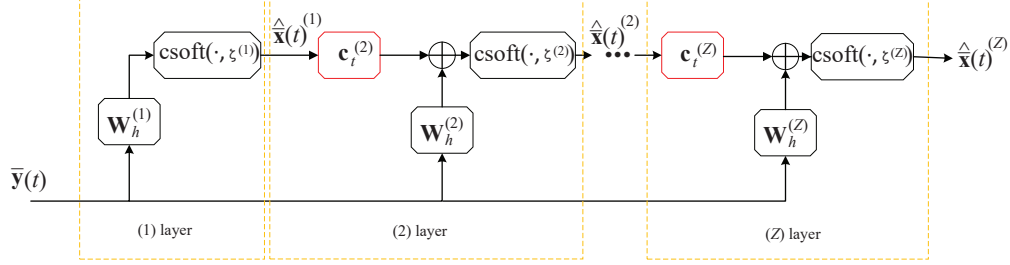 csoft(·, ζ⁽¹⁾)
x̄̂(t)⁽¹⁾
c_t⁽²⁾
csoft(·, ζ⁽²⁾)
x̄̂(t)⁽²⁾
•••
c_t⁽ᶻ⁾
csoft(·, ζ⁽ᶻ⁾)
x̄̂(t)⁽ᶻ⁾
W_h⁽¹⁾
W_h⁽²⁾
W_h⁽ᶻ⁾
ȳ(t)
(1) layer
(2) layer
(Z) layer